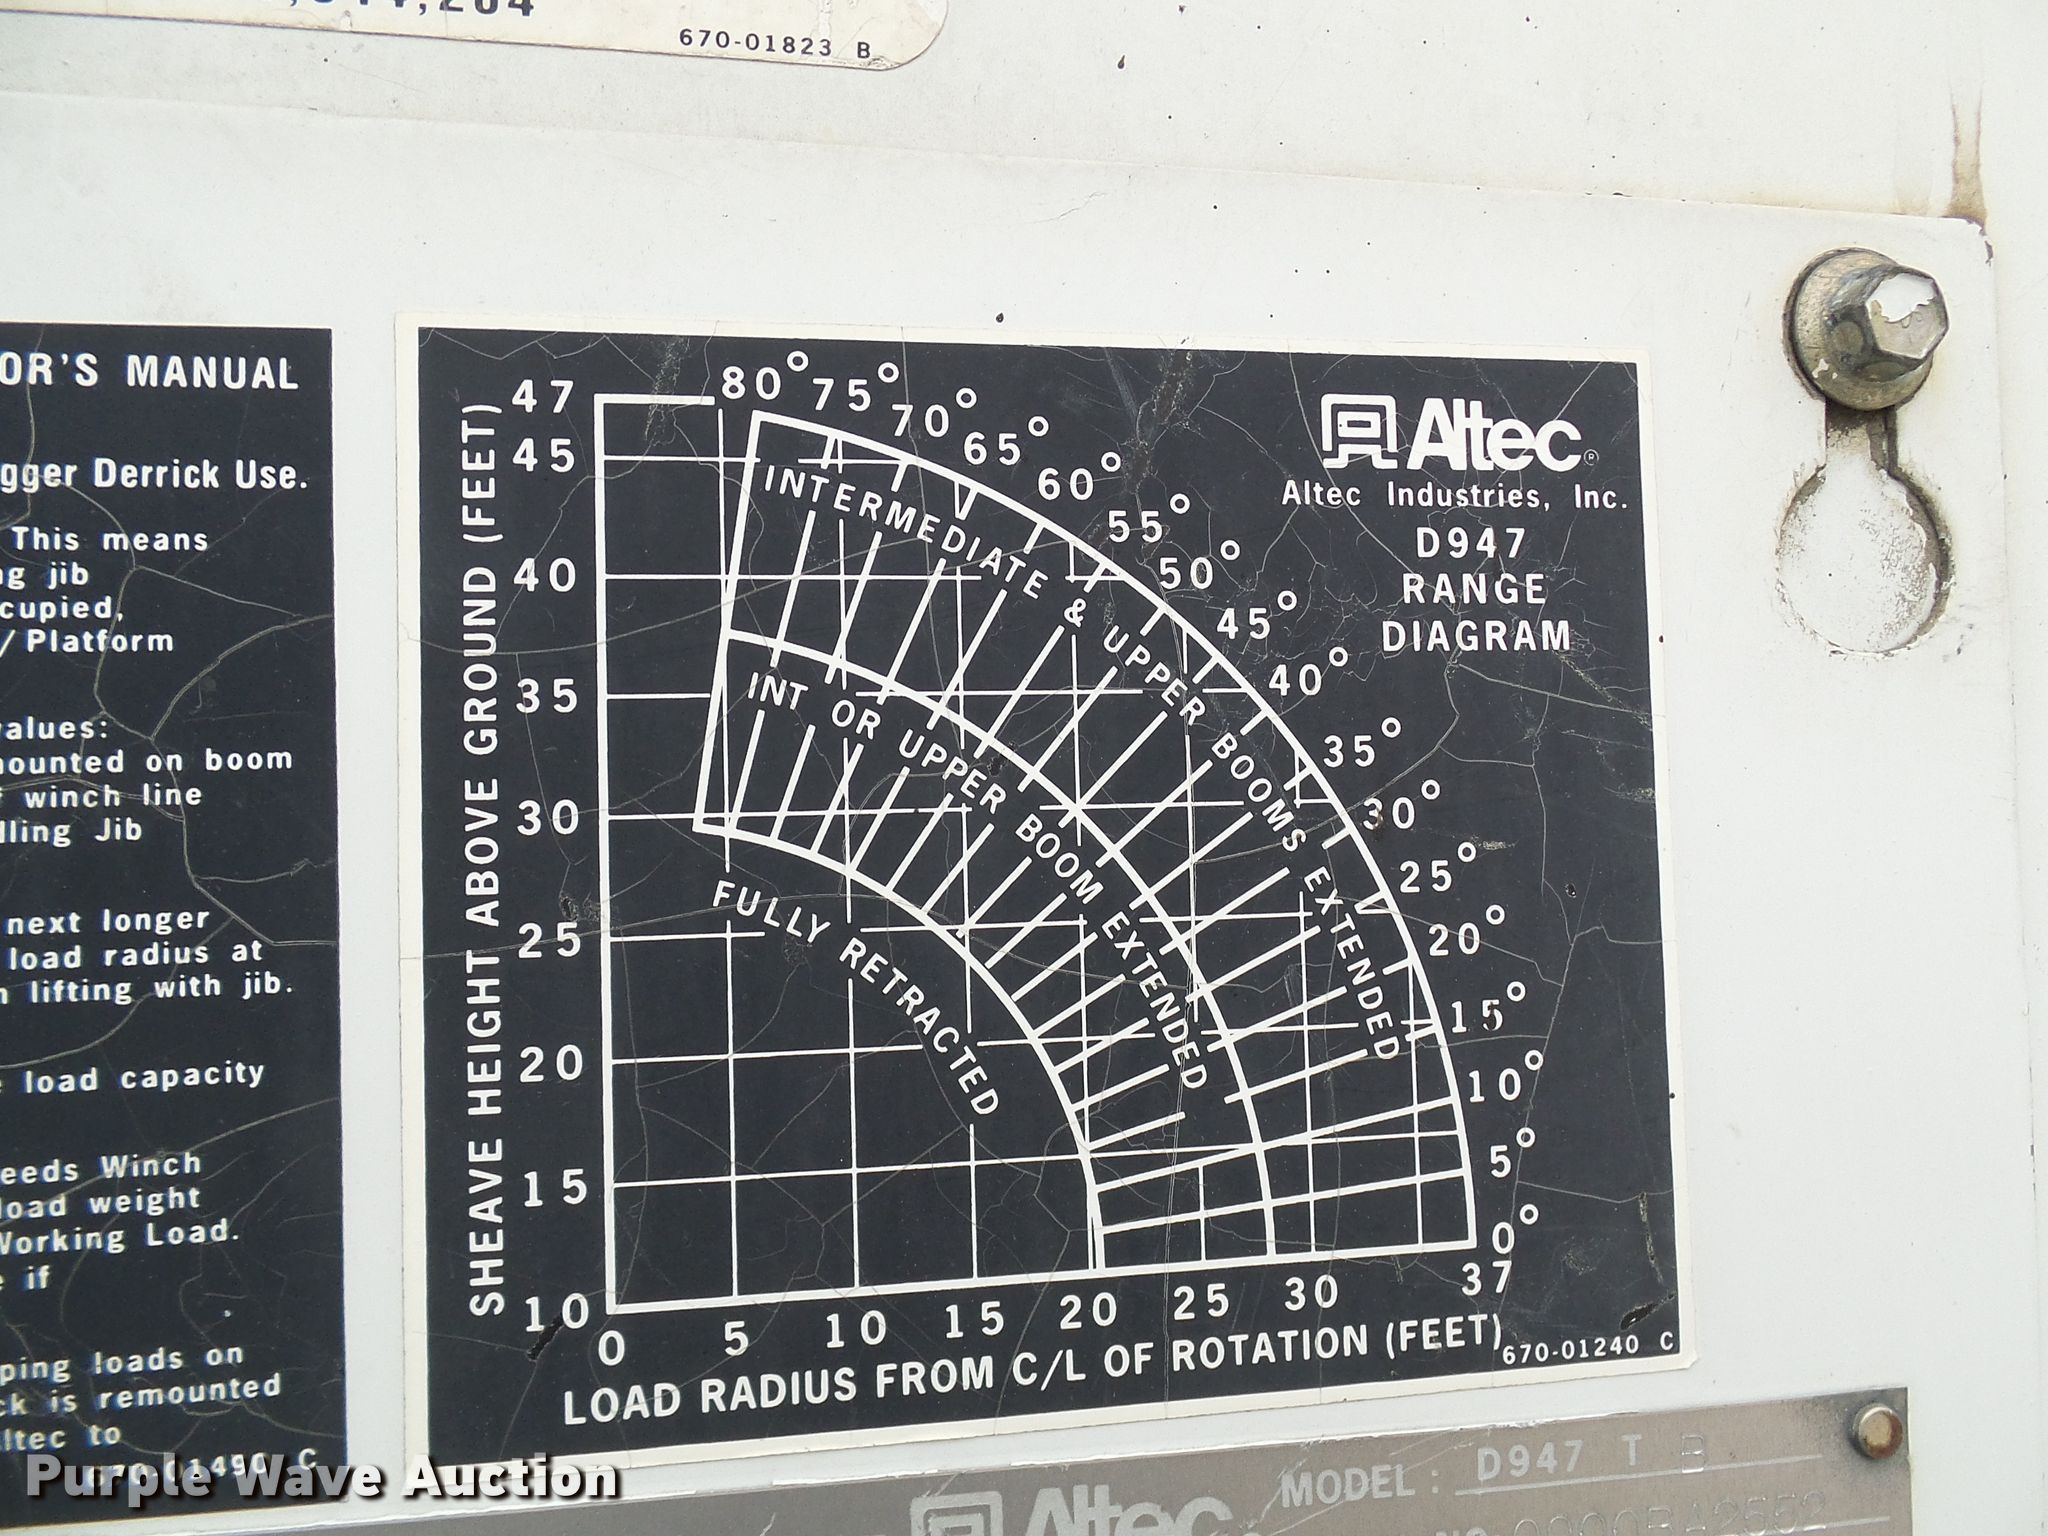 670-01823 B
OR'S MANUAL
gger Derrick Use.
This means
ng jib
ccupied,
/Platform
values:
mounted on boom
f winch line
lling Jib
next longer
load radius at
n lifting with jib.
e load capacity
eeds Winch
load weight
Working Load.
e if
ping loads on
ck is remounted
ltec to
670-01490 C
Altec®
Altec Industries, Inc.
D947
RANGE
DIAGRAM
SHEAVE HEIGHT ABOVE GROUND (FEET)
47
45
40
35
30
25
20
15
10
80° 75° 70° 65° 60° 55° 50° 45° 40° 35° 30° 25° 20° 15° 10° 5° 0°
INTERMEDIATE & UPPER BOOMS EXTENDED
INT OR UPPER BOOM EXTENDED
FULLY RETRACTED
0 5 10 15 20 25 30 37
LOAD RADIUS FROM C/L OF ROTATION (FEET)
670-01240 C
Altec
MODEL: D947 T B
Purple Wave Auction